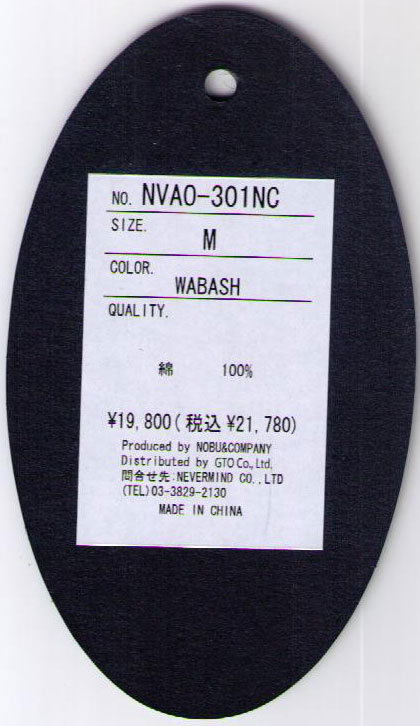 NO. NVAO-301NC
SIZE.
M
COLOR.
WABASH
QUALITY.
綿 100%
¥19,800(税込¥21,780)
Produced by NOBU&COMPANY
Distributed by GTO Co., Ltd.
問合せ先:NEVERMIND CO.,LTD
(TEL)03-3829-2130
MADE IN CHINA